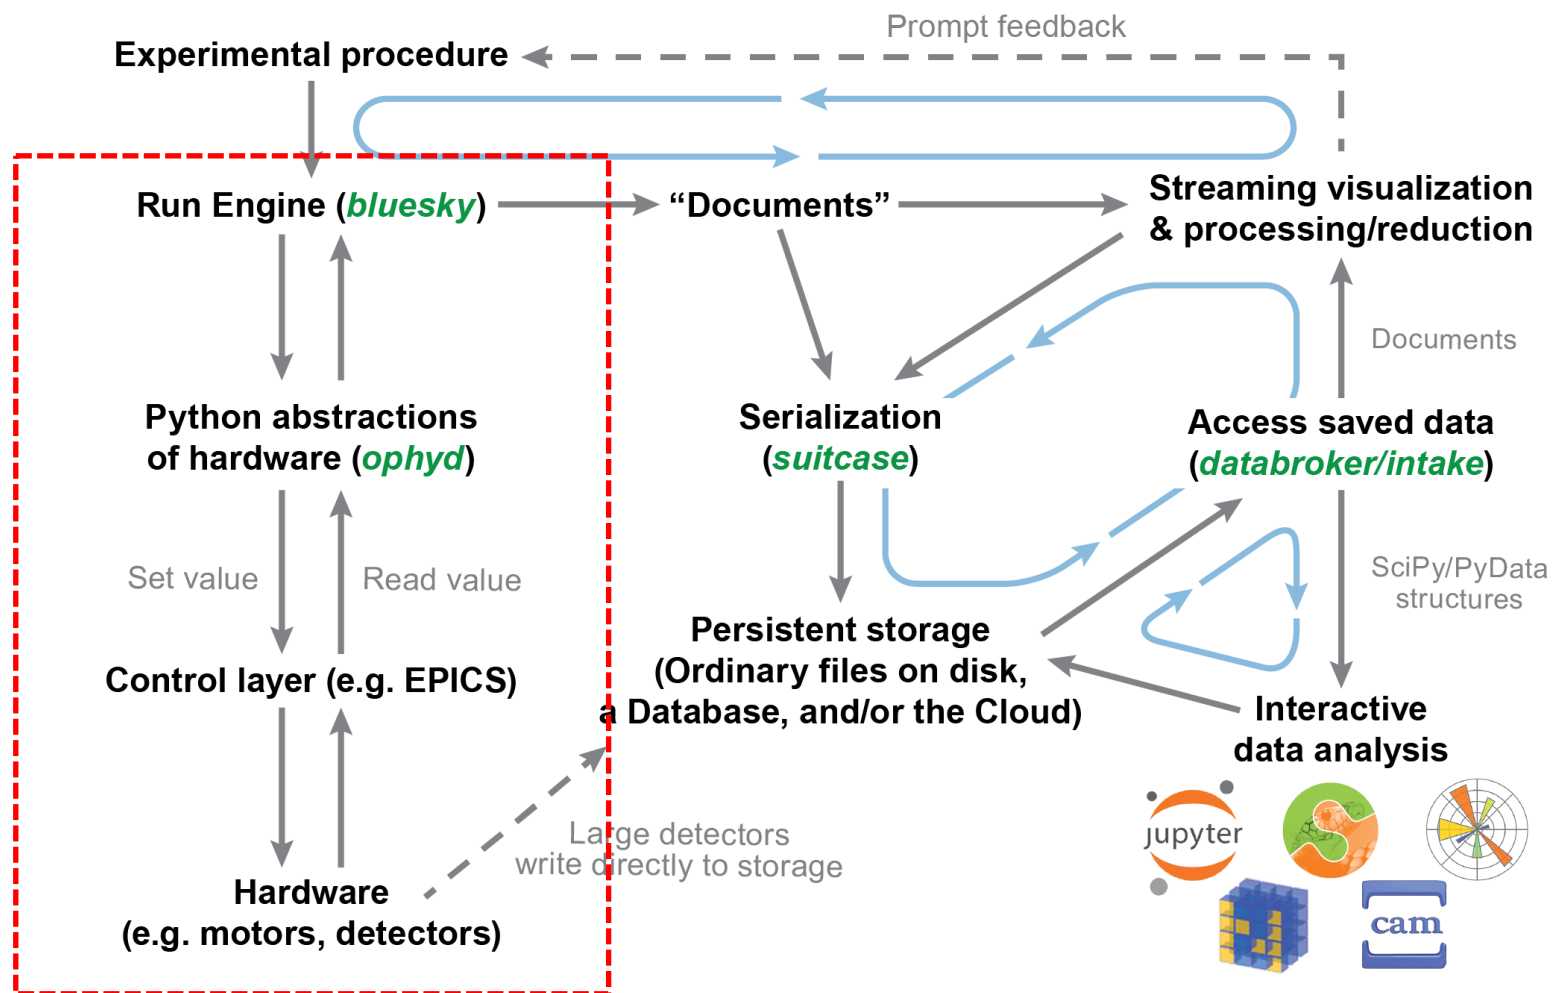 Prompt feedback
Experimental procedure
Run Engine (bluesky)
“Documents”
Streaming visualization
& processing/reduction
Documents
Python abstractions
of hardware (ophyd)
Serialization
(suitcase)
Access saved data
(databroker/intake)
Set value
Read value
SciPy/PyData
structures
Control layer (e.g. EPICS)
Persistent storage
(Ordinary files on disk,
a Database, and/or the Cloud)
Interactive
data analysis
Large detectors
write directly to storage
Hardware
(e.g. motors, detectors)
jupyter
cam